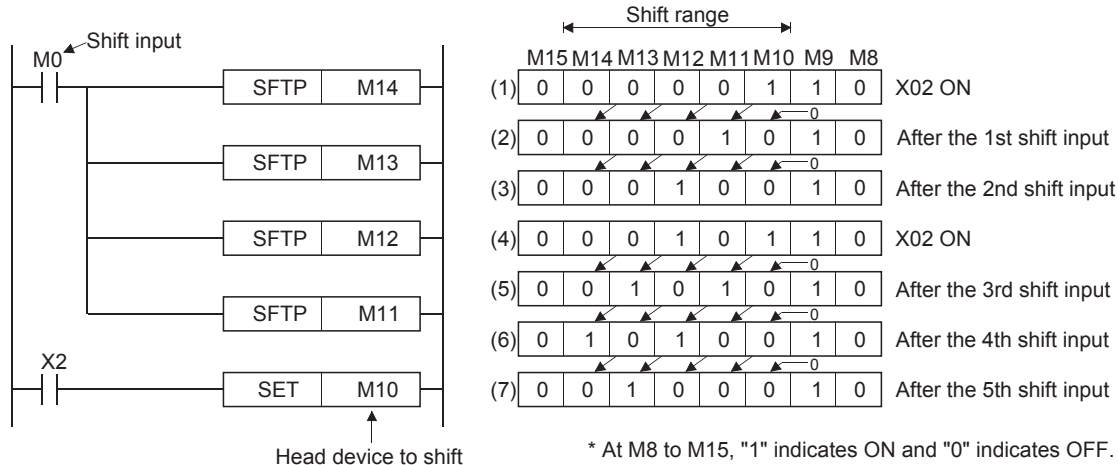 Shift range
Shift input
M0
M15 M14 M13 M12 M11 M10 M9 M8
SFTP M14
(1) 0 0 0 0 0 1 1 0 X02 ON
0
(2) 0 0 0 0 1 0 1 0 After the 1st shift input
SFTP M13
0
(3) 0 0 0 1 0 0 1 0 After the 2nd shift input
SFTP M12
(4) 0 0 0 1 0 1 1 0 X02 ON
0
(5) 0 0 1 0 1 0 1 0 After the 3rd shift input
SFTP M11
0
(6) 0 1 0 1 0 0 1 0 After the 4th shift input
X2
0
SET M10
(7) 0 0 1 0 0 0 1 0 After the 5th shift input
Head device to shift
* At M8 to M15, "1" indicates ON and "0" indicates OFF.